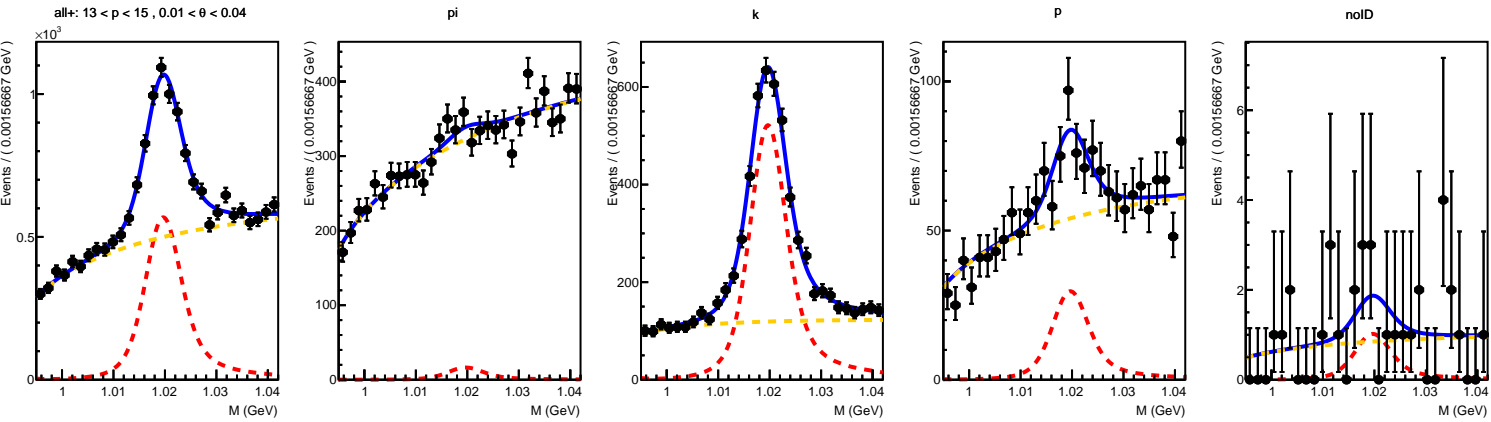 all+: 13 < p < 15 , 0.01 < θ < 0.04
×10³
Events / ( 0.00156667 GeV )
1
0.5
0
1 1.01 1.02 1.03 1.04
M (GeV)
pi
Events / ( 0.00156667 GeV )
400
300
200
100
0
1 1.01 1.02 1.03 1.04
M (GeV)
k
Events / ( 0.00156667 GeV )
600
400
200
0
1 1.01 1.02 1.03 1.04
M (GeV)
p
Events / ( 0.00156667 GeV )
100
50
0
1 1.01 1.02 1.03 1.04
M (GeV)
noID
Events / ( 0.00156667 GeV )
6
4
2
0
1 1.01 1.02 1.03 1.04
M (GeV)